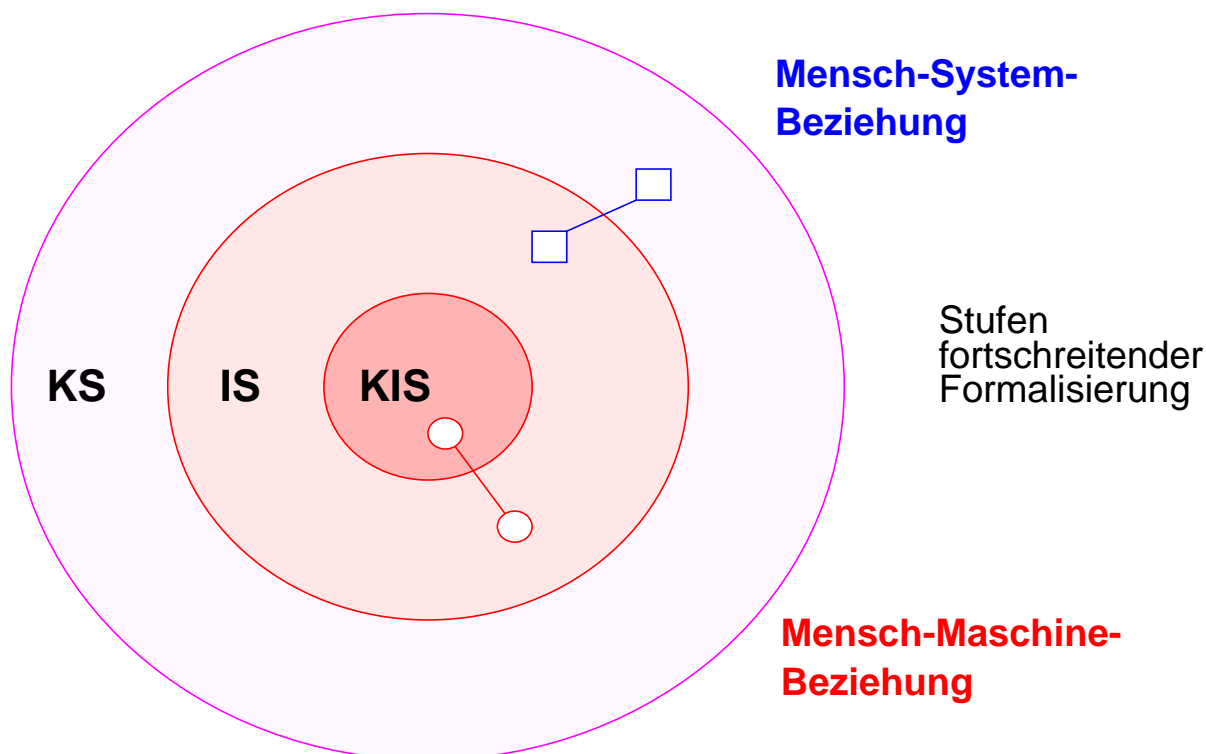 Mensch-System-
Beziehung
Stufen
fortschreitender
Formalisierung
KS IS KIS
Mensch-Maschine-
Beziehung